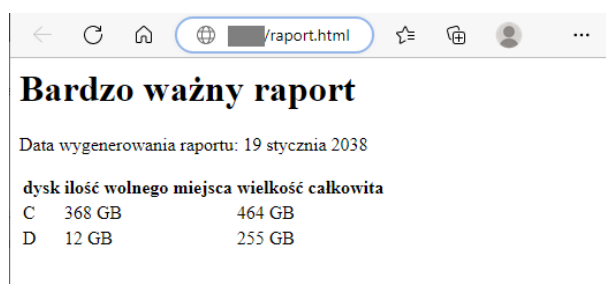 /raport.html
Bardzo ważny raport
Data wygenerowania raportu: 19 stycznia 2038
dysk ilość wolnego miejsca wielkość całkowita
C 368 GB 464 GB
D 12 GB 255 GB